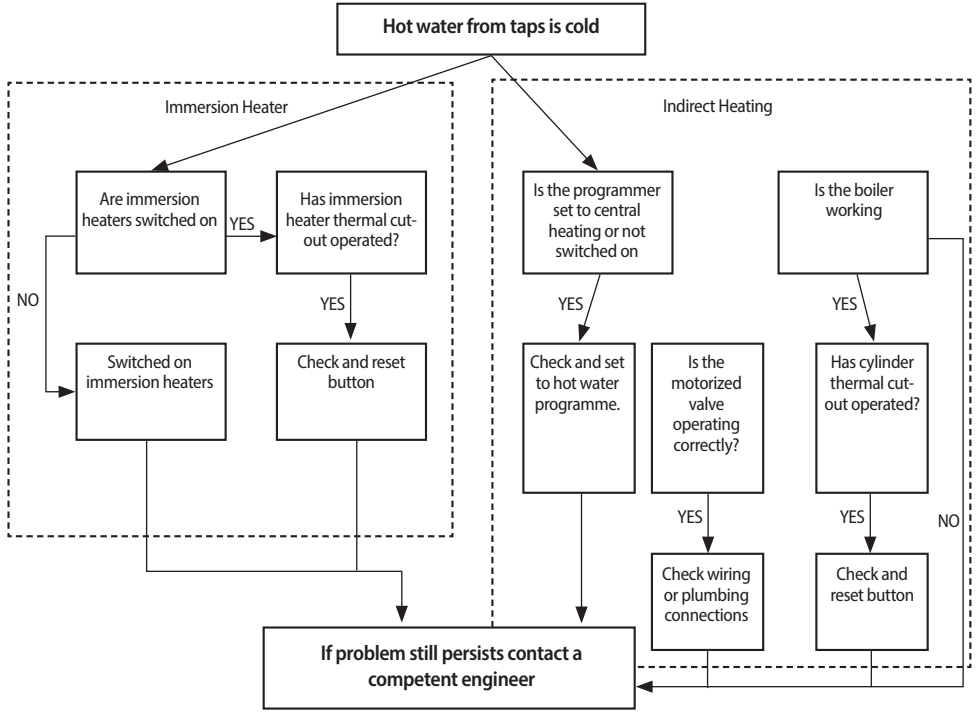 Hot water from taps is cold
Immersion Heater
Are immersion
heaters switched on
YES
Has immersion
heater thermal cut-
out operated?
NO
YES
Switched on
immersion heaters
Check and reset
button
Indirect Heating
Is the programmer
set to central
heating or not
switched on
Is the boiler
working
YES
YES
Check and set
to hot water
programme.
Is the
motorized
valve
operating
correctly?
Has cylinder
thermal cut-
out operated?
YES
YES
NO
Check wiring
or plumbing
connections
Check and
reset button
If problem still persists contact a
competent engineer